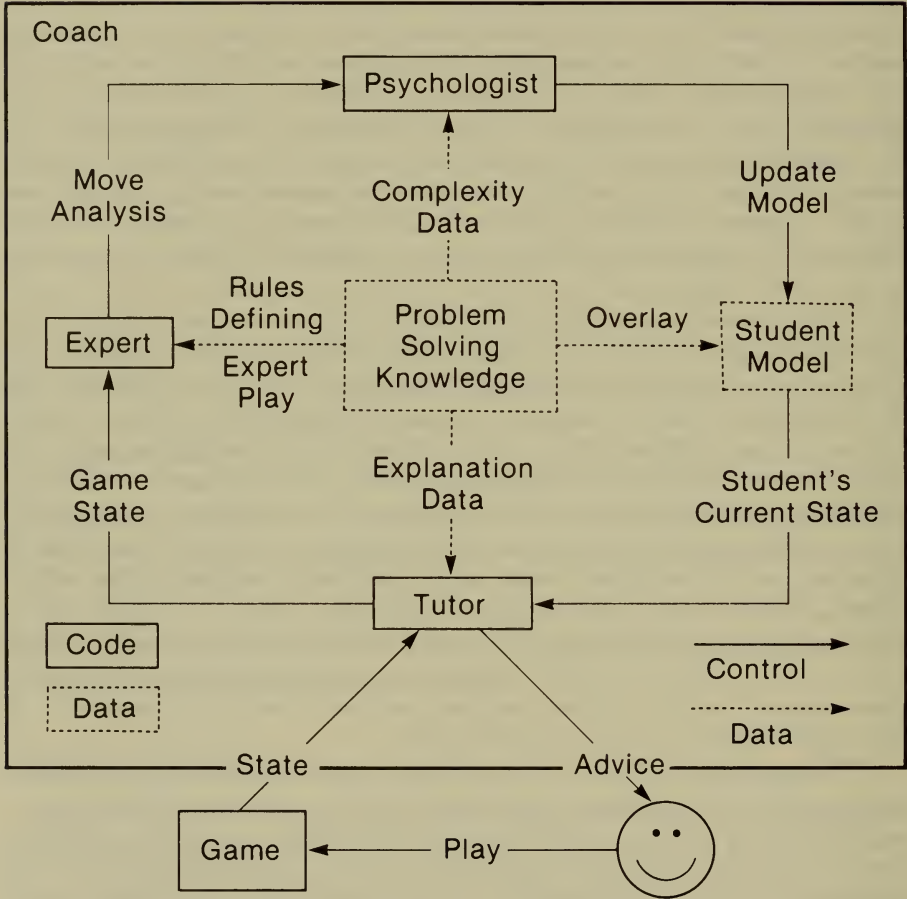 Coach
Psychologist
Move
Analysis
Complexity
Data
Update
Model
Rules
Defining
Expert
Play
Expert
Problem
Solving
Knowledge
Overlay
Student
Model
Game
State
Explanation
Data
Student's
Current State
Tutor
Code
Data
Control
Data
State
Advice
Game
Play